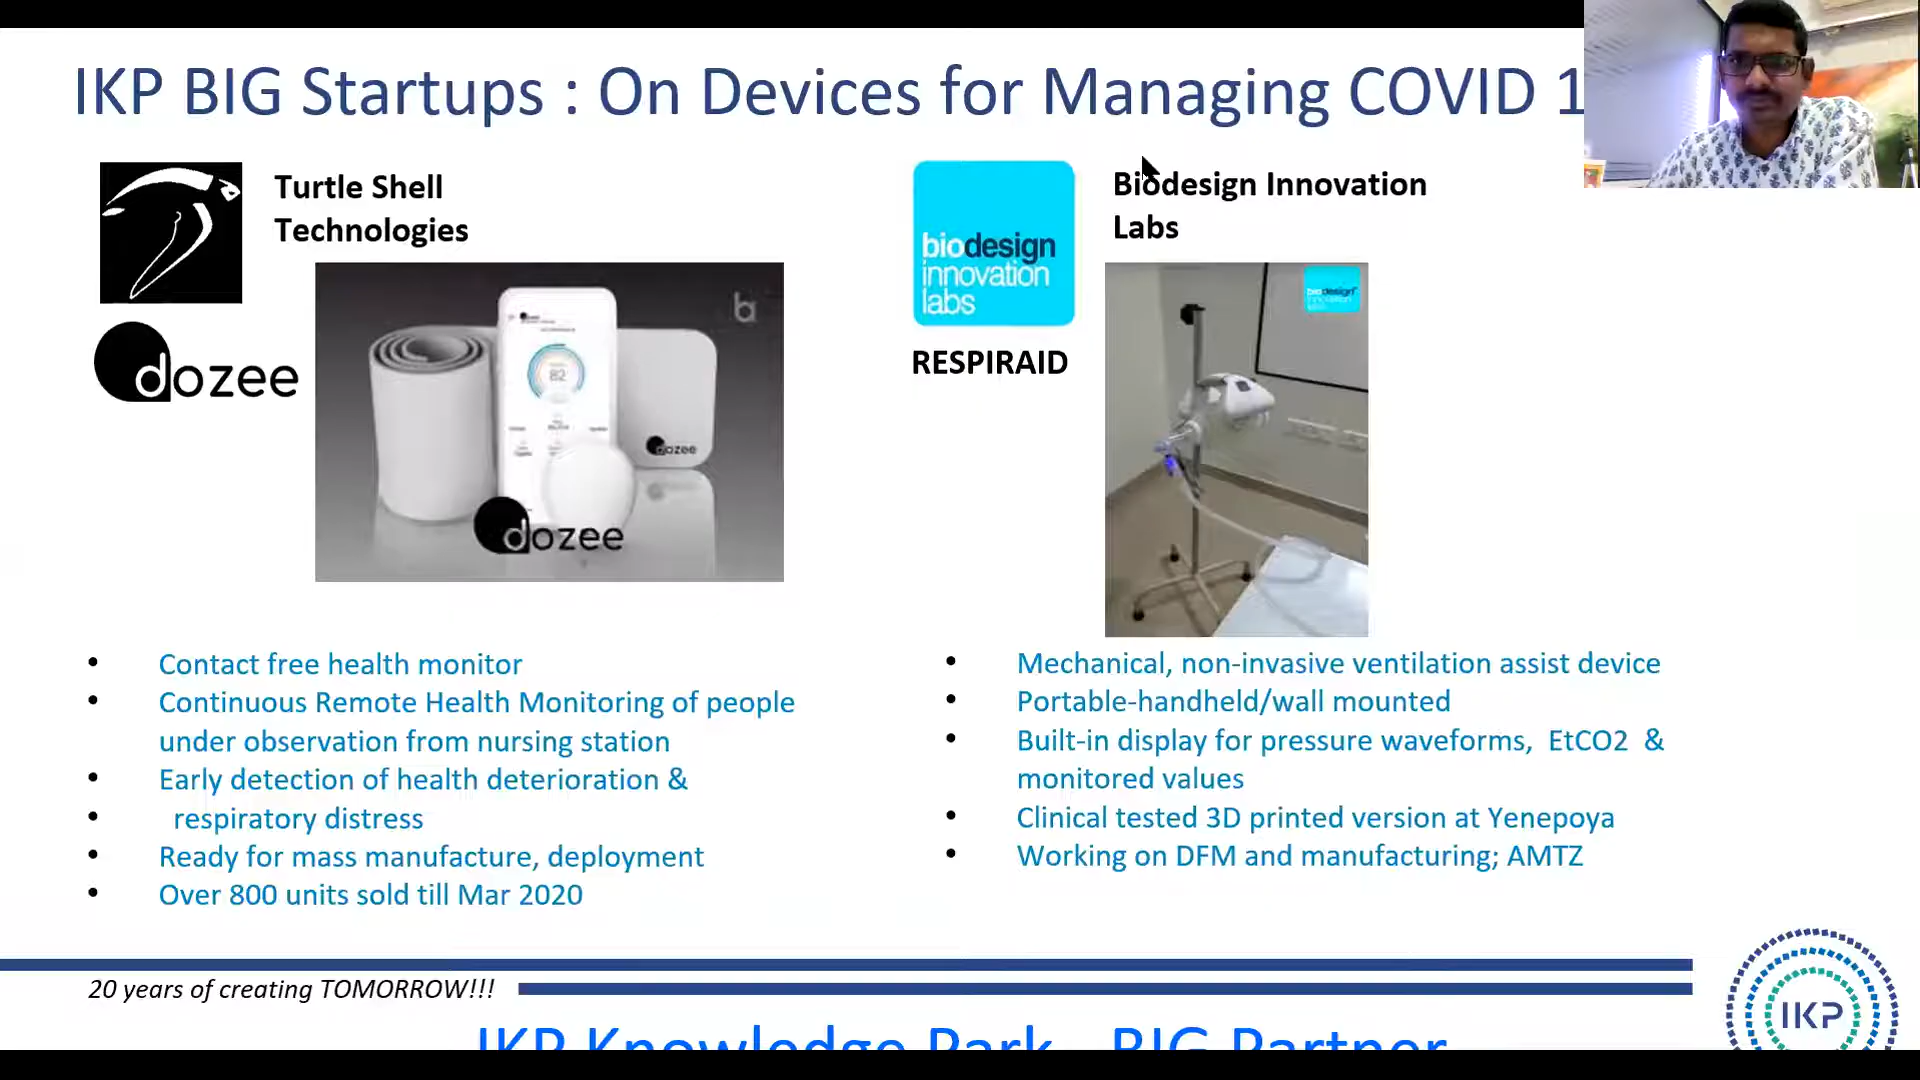 IKP BIG Startups : On Devices for Managing COVID 1
Turtle Shell
Technologies
dozee
82
dozee
dozee
biodesign
innovation
labs
RESPIRAID
Biodesign Innovation
Labs
biodesign
innovation
labs
• Contact free health monitor
• Continuous Remote Health Monitoring of people
under observation from nursing station
• Early detection of health deterioration &
• respiratory distress
• Ready for mass manufacture, deployment
• Over 800 units sold till Mar 2020
• Mechanical, non-invasive ventilation assist device
• Portable-handheld/wall mounted
• Built-in display for pressure waveforms, EtCO2 &
monitored values
• Clinical tested 3D printed version at Yenepoya
• Working on DFM and manufacturing; AMTZ
20 years of creating TOMORROW!!!
IKP Knowledge Park - BIG Partner
IKP